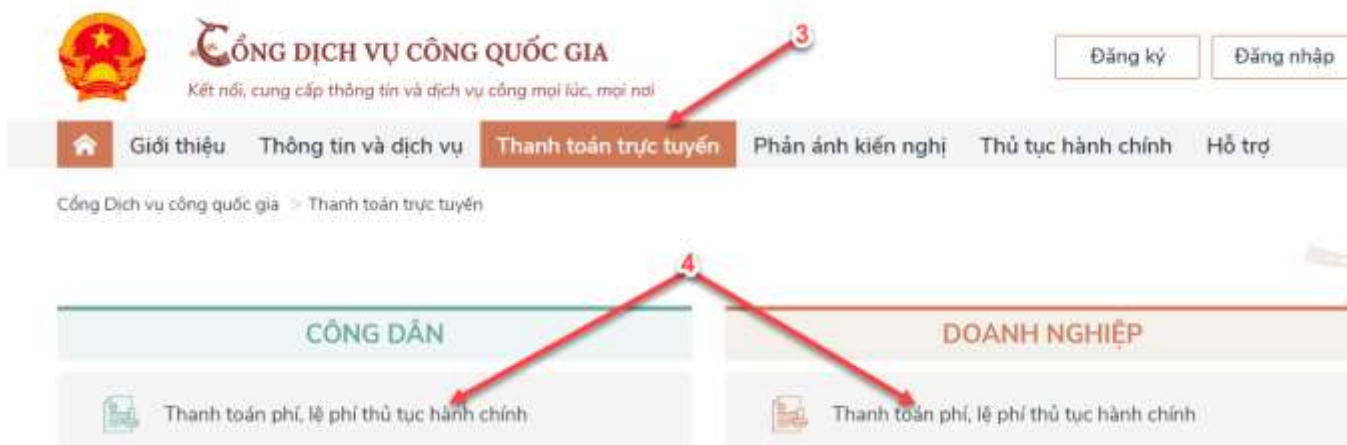 CỔNG DỊCH VỤ CÔNG QUỐC GIA
Kết nối, cung cấp thông tin và dịch vụ công mọi lúc, mọi nơi
3
Đăng ký
Đăng nhập
Giới thiệu Thông tin và dịch vụ Thanh toán trực tuyến Phản ánh kiến nghị Thủ tục hành chính Hỗ trợ
Cổng Dịch vụ công quốc gia > Thanh toán trực tuyến
4
CÔNG DÂN
DOANH NGHIỆP
Thanh toán phí, lệ phí thủ tục hành chính
Thanh toán phí, lệ phí thủ tục hành chính